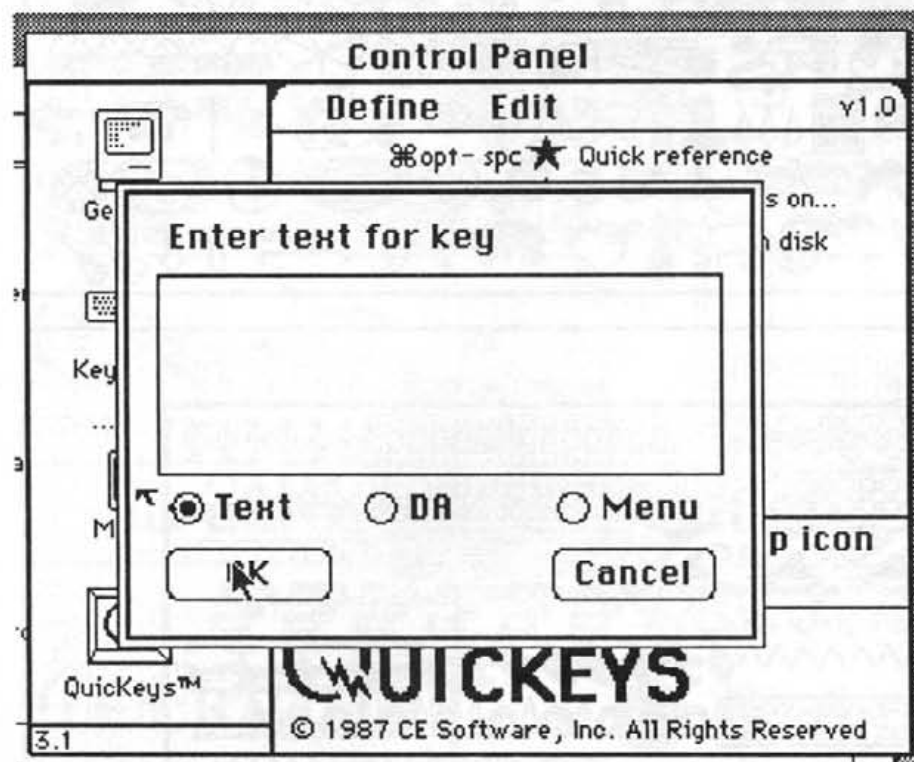 Control Panel
Define Edit v1.0
⌘opt- spc ★ Quick reference
Ge s on...
Enter text for key disk
Key
...
Text DA Menu
M p icon
Cancel
QuicKeys™ QUICKEYS
3.1 © 1987 CE Software, Inc. All Rights Reserved